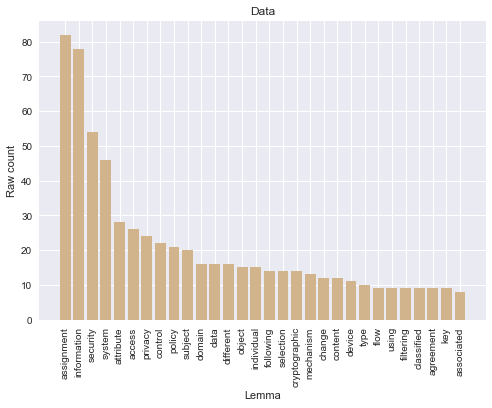 Data
Raw count
80
70
60
50
40
30
20
10
0
assignment
information
security
system
attribute
access
privacy
control
policy
subject
domain
data
different
object
individual
following
selection
cryptographic
mechanism
change
content
device
type
flow
using
filtering
classified
agreement
key
associated
Lemma